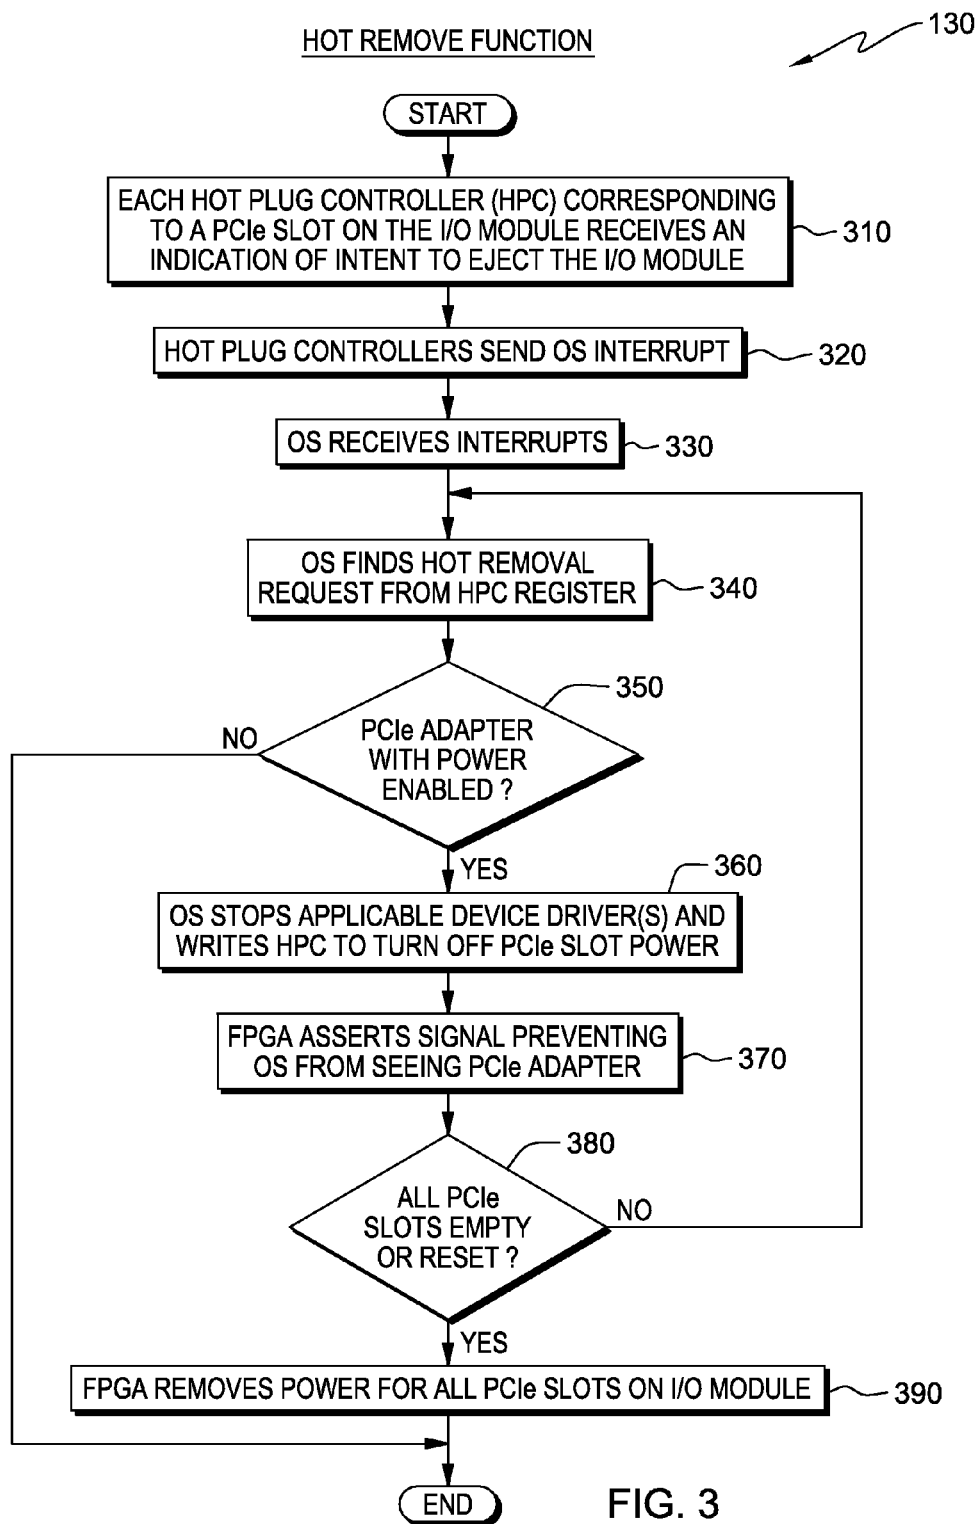 HOT REMOVE FUNCTION
130
START
EACH HOT PLUG CONTROLLER (HPC) CORRESPONDING
TO A PCIe SLOT ON THE I/O MODULE RECEIVES AN
INDICATION OF INTENT TO EJECT THE I/O MODULE
310
HOT PLUG CONTROLLERS SEND OS INTERRUPT
320
OS RECEIVES INTERRUPTS
330
OS FINDS HOT REMOVAL
REQUEST FROM HPC REGISTER
340
350
NO
PCIe ADAPTER
WITH POWER
ENABLED ?
YES
360
OS STOPS APPLICABLE DEVICE DRIVER(S) AND
WRITES HPC TO TURN OFF PCIe SLOT POWER
FPGA ASSERTS SIGNAL PREVENTING
OS FROM SEEING PCIe ADAPTER
370
380
ALL PCIe
SLOTS EMPTY
OR RESET ?
NO
YES
FPGA REMOVES POWER FOR ALL PCIe SLOTS ON I/O MODULE
390
END
FIG. 3